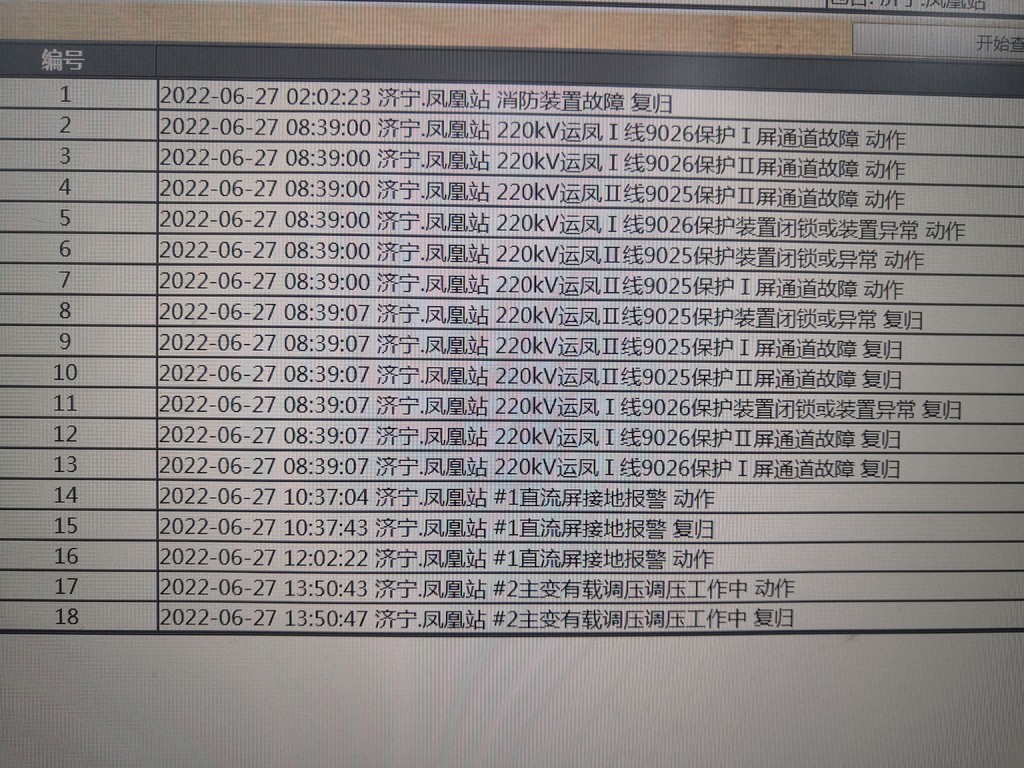 开始查
编号
1 2022-06-27 02:02:23 济宁.凤凰站 消防装置故障 复归
2 2022-06-27 08:39:00 济宁.凤凰站 220kV运凤Ⅰ线9026保护Ⅰ屏通道故障 动作
3 2022-06-27 08:39:00 济宁.凤凰站 220kV运凤Ⅰ线9026保护Ⅱ屏通道故障 动作
4 2022-06-27 08:39:00 济宁.凤凰站 220kV运凤Ⅱ线9025保护Ⅱ屏通道故障 动作
5 2022-06-27 08:39:00 济宁.凤凰站 220kV运凤Ⅰ线9026保护装置闭锁或装置异常 动作
6 2022-06-27 08:39:00 济宁.凤凰站 220kV运凤Ⅱ线9025保护装置闭锁或异常 动作
7 2022-06-27 08:39:00 济宁.凤凰站 220kV运凤Ⅱ线9025保护Ⅰ屏通道故障 动作
8 2022-06-27 08:39:07 济宁.凤凰站 220kV运凤Ⅱ线9025保护装置闭锁或异常 复归
9 2022-06-27 08:39:07 济宁.凤凰站 220kV运凤Ⅱ线9025保护Ⅰ屏通道故障 复归
10 2022-06-27 08:39:07 济宁.凤凰站 220kV运凤Ⅱ线9025保护Ⅱ屏通道故障 复归
11 2022-06-27 08:39:07 济宁.凤凰站 220kV运凤Ⅰ线9026保护装置闭锁或装置异常 复归
12 2022-06-27 08:39:07 济宁.凤凰站 220kV运凤Ⅰ线9026保护Ⅱ屏通道故障 复归
13 2022-06-27 08:39:07 济宁.凤凰站 220kV运凤Ⅰ线9026保护Ⅰ屏通道故障 复归
14 2022-06-27 10:37:04 济宁.凤凰站 #1直流屏接地报警 动作
15 2022-06-27 10:37:43 济宁.凤凰站 #1直流屏接地报警 复归
16 2022-06-27 12:02:22 济宁.凤凰站 #1直流屏接地报警 动作
17 2022-06-27 13:50:43 济宁.凤凰站 #2主变有载调压调压工作中 动作
18 2022-06-27 13:50:47 济宁.凤凰站 #2主变有载调压调压工作中 复归